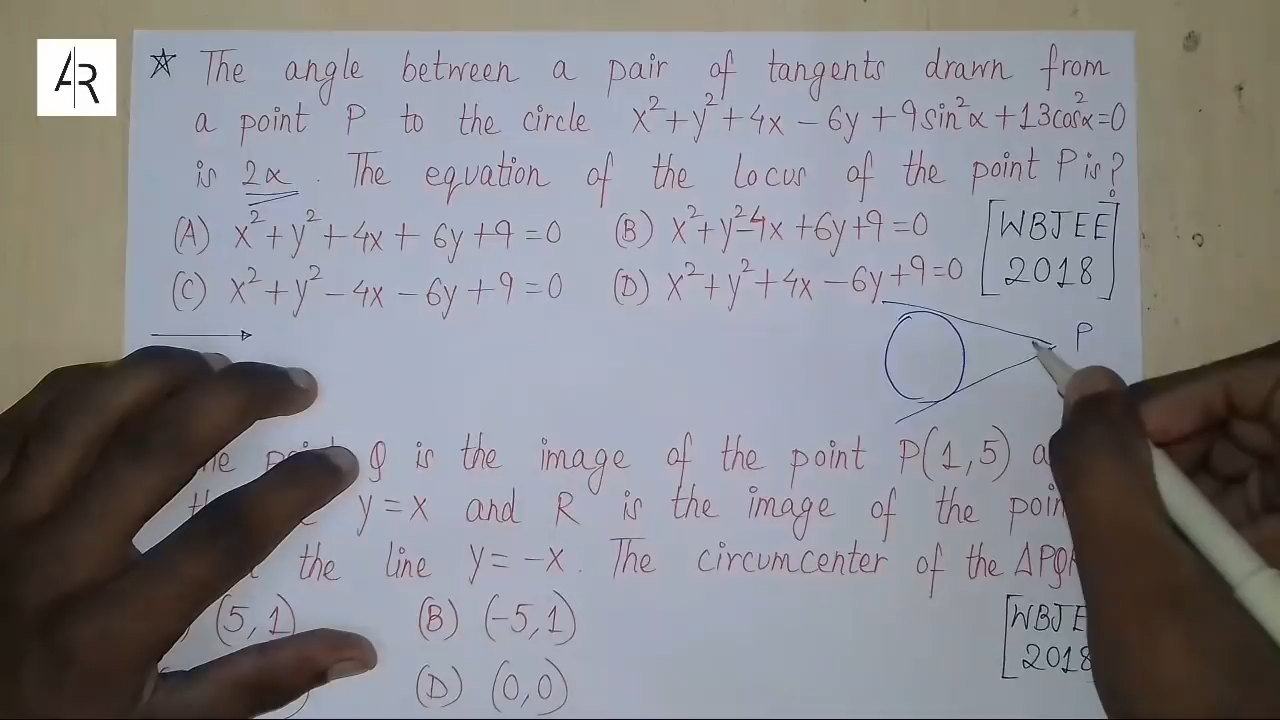 AR
☆ The angle between a pair of tangents drawn from
a point P to the circle x²+y²+4x-6y+9sin²α+13cos²α=0
is 2α. The equation of the locus of the point P is?
(A) x²+y²+4x+6y+9=0 (B) x²+y²-4x+6y+9=0 [WBJEE
(C) x²+y²-4x-6y+9=0 (D) x²+y²+4x-6y+9=0 2018]
P
Q is the image of the point P(1,5)
y=x and R is the image of the
the line y=-x. The circumcenter of the
(5,1) (B) (-5,1) [WBJE
(D) (0,0) 2018